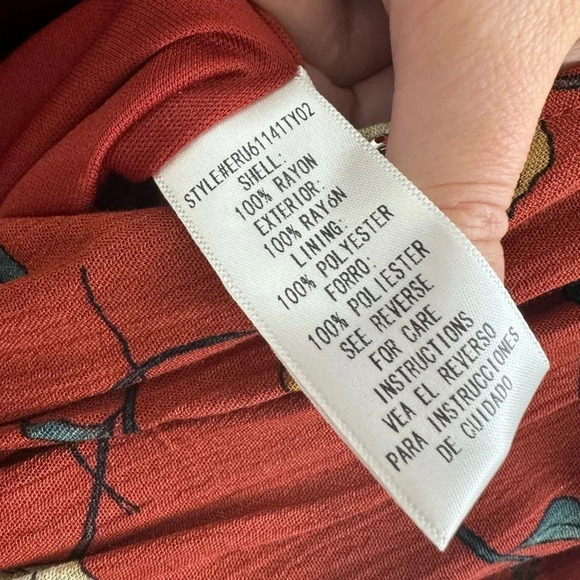 STYLE#ERU61141TY02
SHELL:
100% RAYON
EXTERIOR:
100% RAYÓN
LINING:
100% POLYESTER
FORRO:
100% POLIESTER
SEE REVERSE
FOR CARE
INSTRUCTIONS
VEA EL REVERSO
PARA INSTRUCCIONES
DE CUIDADO